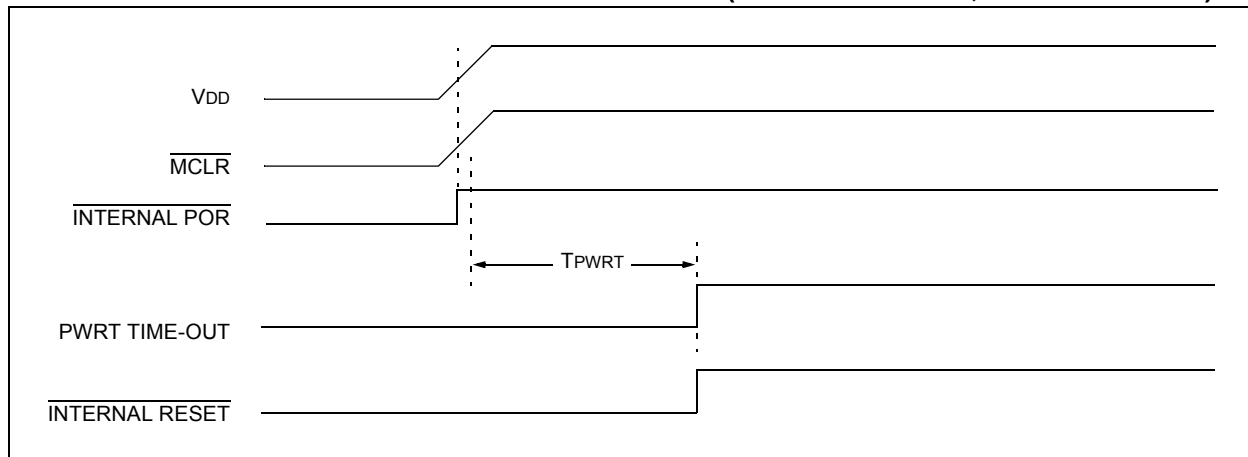 VDD
MCLR
INTERNAL POR
TPWRT
PWRT TIME-OUT
INTERNAL RESET